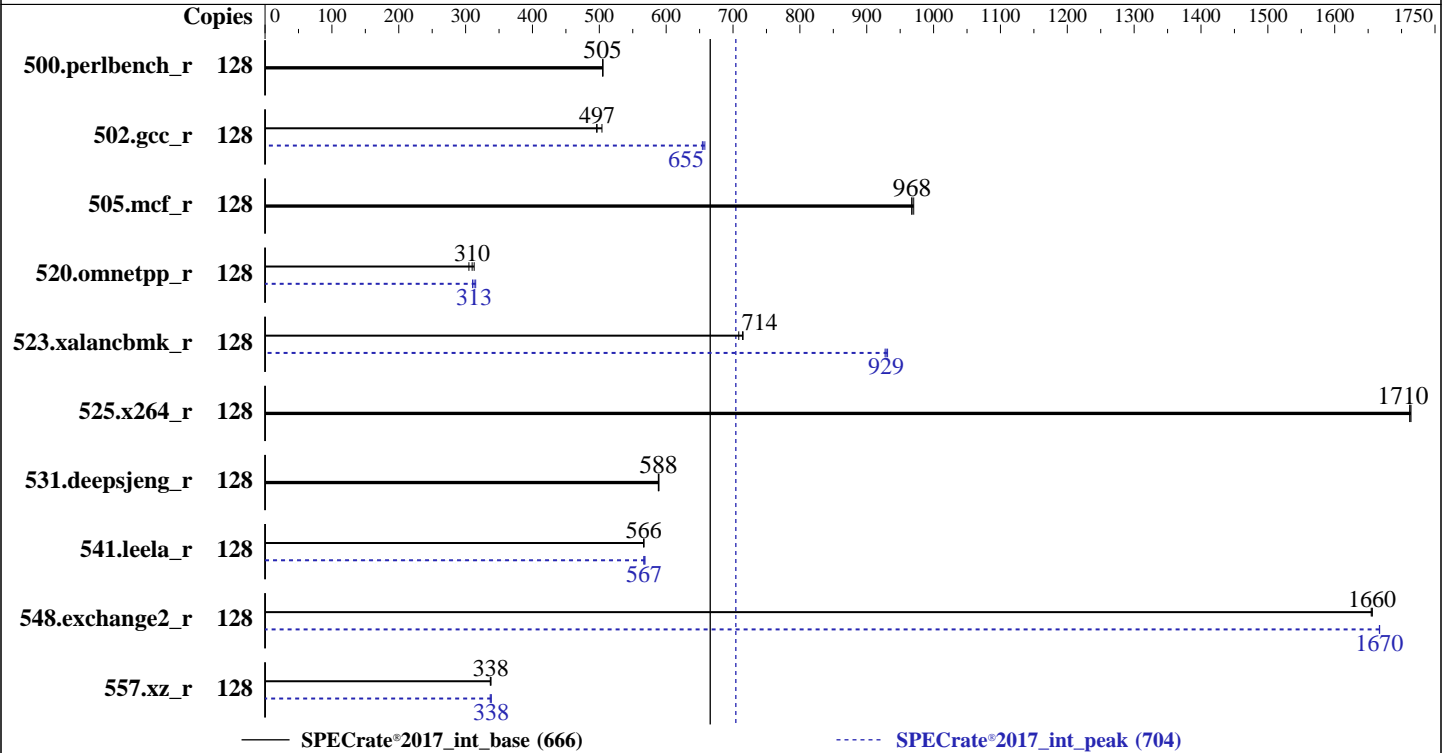 Copies 0 100 200 300 400 500 600 700 800 900 1000 1100 1200 1300 1400 1500 1600 1750
505
500.perlbench_r 128
497
502.gcc_r 128
655
968
505.mcf_r 128
310
520.omnetpp_r 128
313
714
523.xalancbmk_r 128
929
1710
525.x264_r 128
588
531.deepsjeng_r 128
566
541.leela_r 128
567
1660
548.exchange2_r 128
1670
338
557.xz_r 128
338
SPECrate®2017_int_base (666) SPECrate®2017_int_peak (704)